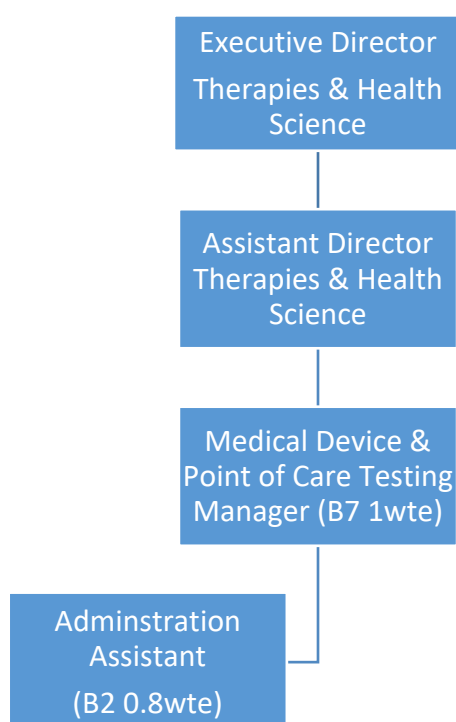 Executive Director
Therapies & Health
Science
Assistant Director
Therapies & Health
Science
Medical Device &
Point of Care Testing
Manager (B7 1wte)
Adminstration
Assistant
(B2 0.8wte)